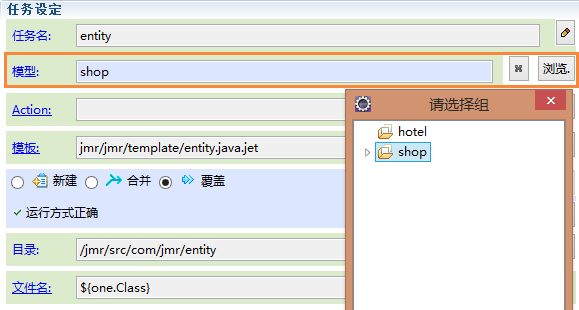 任务设定
任务名: entity
模型: shop 浏览.
Action:
请选择组
hotel
shop
模板: jmr/jmr/template/entity.java.jet
新建 合并 覆盖
运行方式正确
目录: /jmr/src/com/jmr/entity
文件名: ${one.Class}